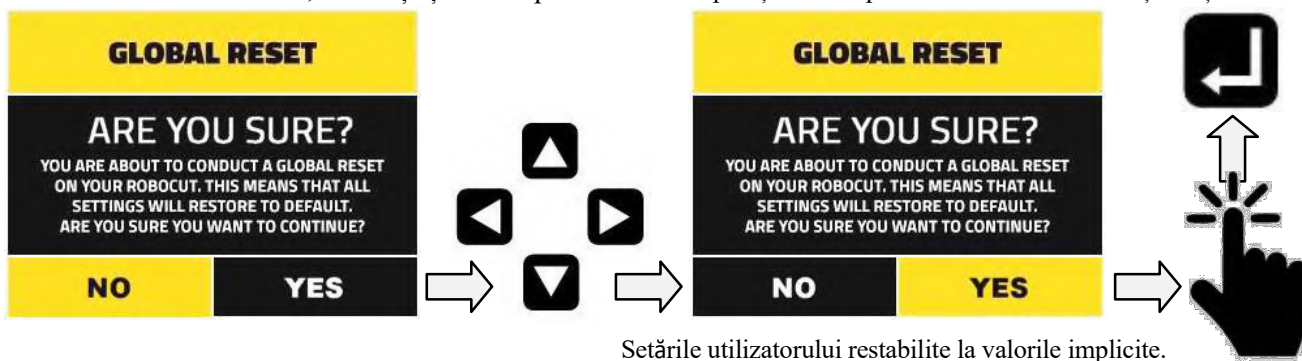 GLOBAL RESET
ARE YOU SURE?
YOU ARE ABOUT TO CONDUCT A GLOBAL RESET
ON YOUR ROBOCUT. THIS MEANS THAT ALL
SETTINGS WILL RESTORE TO DEFAULT.
ARE YOU SURE YOU WANT TO CONTINUE?
NO YES
GLOBAL RESET
ARE YOU SURE?
YOU ARE ABOUT TO CONDUCT A GLOBAL RESET
ON YOUR ROBOCUT. THIS MEANS THAT ALL
SETTINGS WILL RESTORE TO DEFAULT.
ARE YOU SURE YOU WANT TO CONTINUE?
NO YES
Setările utilizatorului restabilite la valorile implicite.